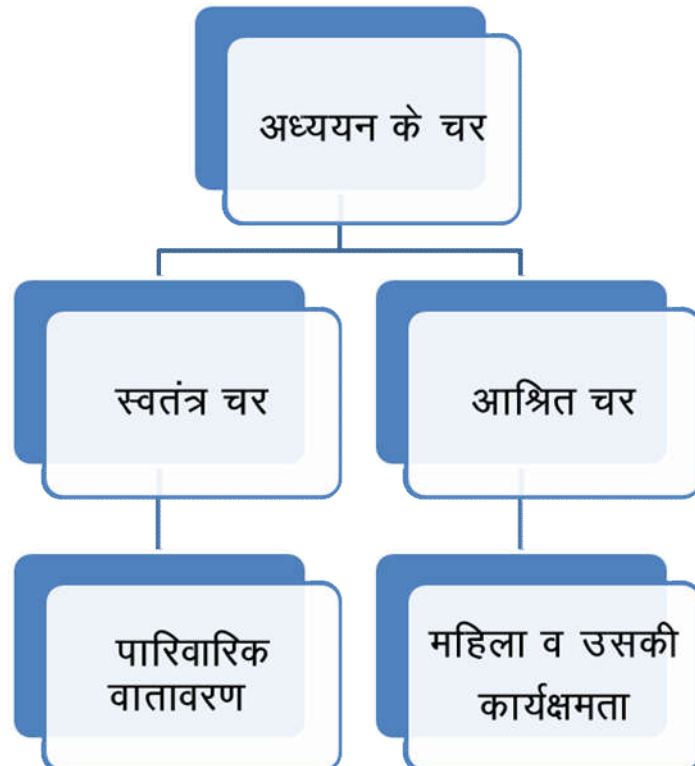 अध्ययन के चर
स्वतंत्र चर
आश्रित चर
पारिवारिक
वातावरण
महिला व उसकी
कार्यक्षमता